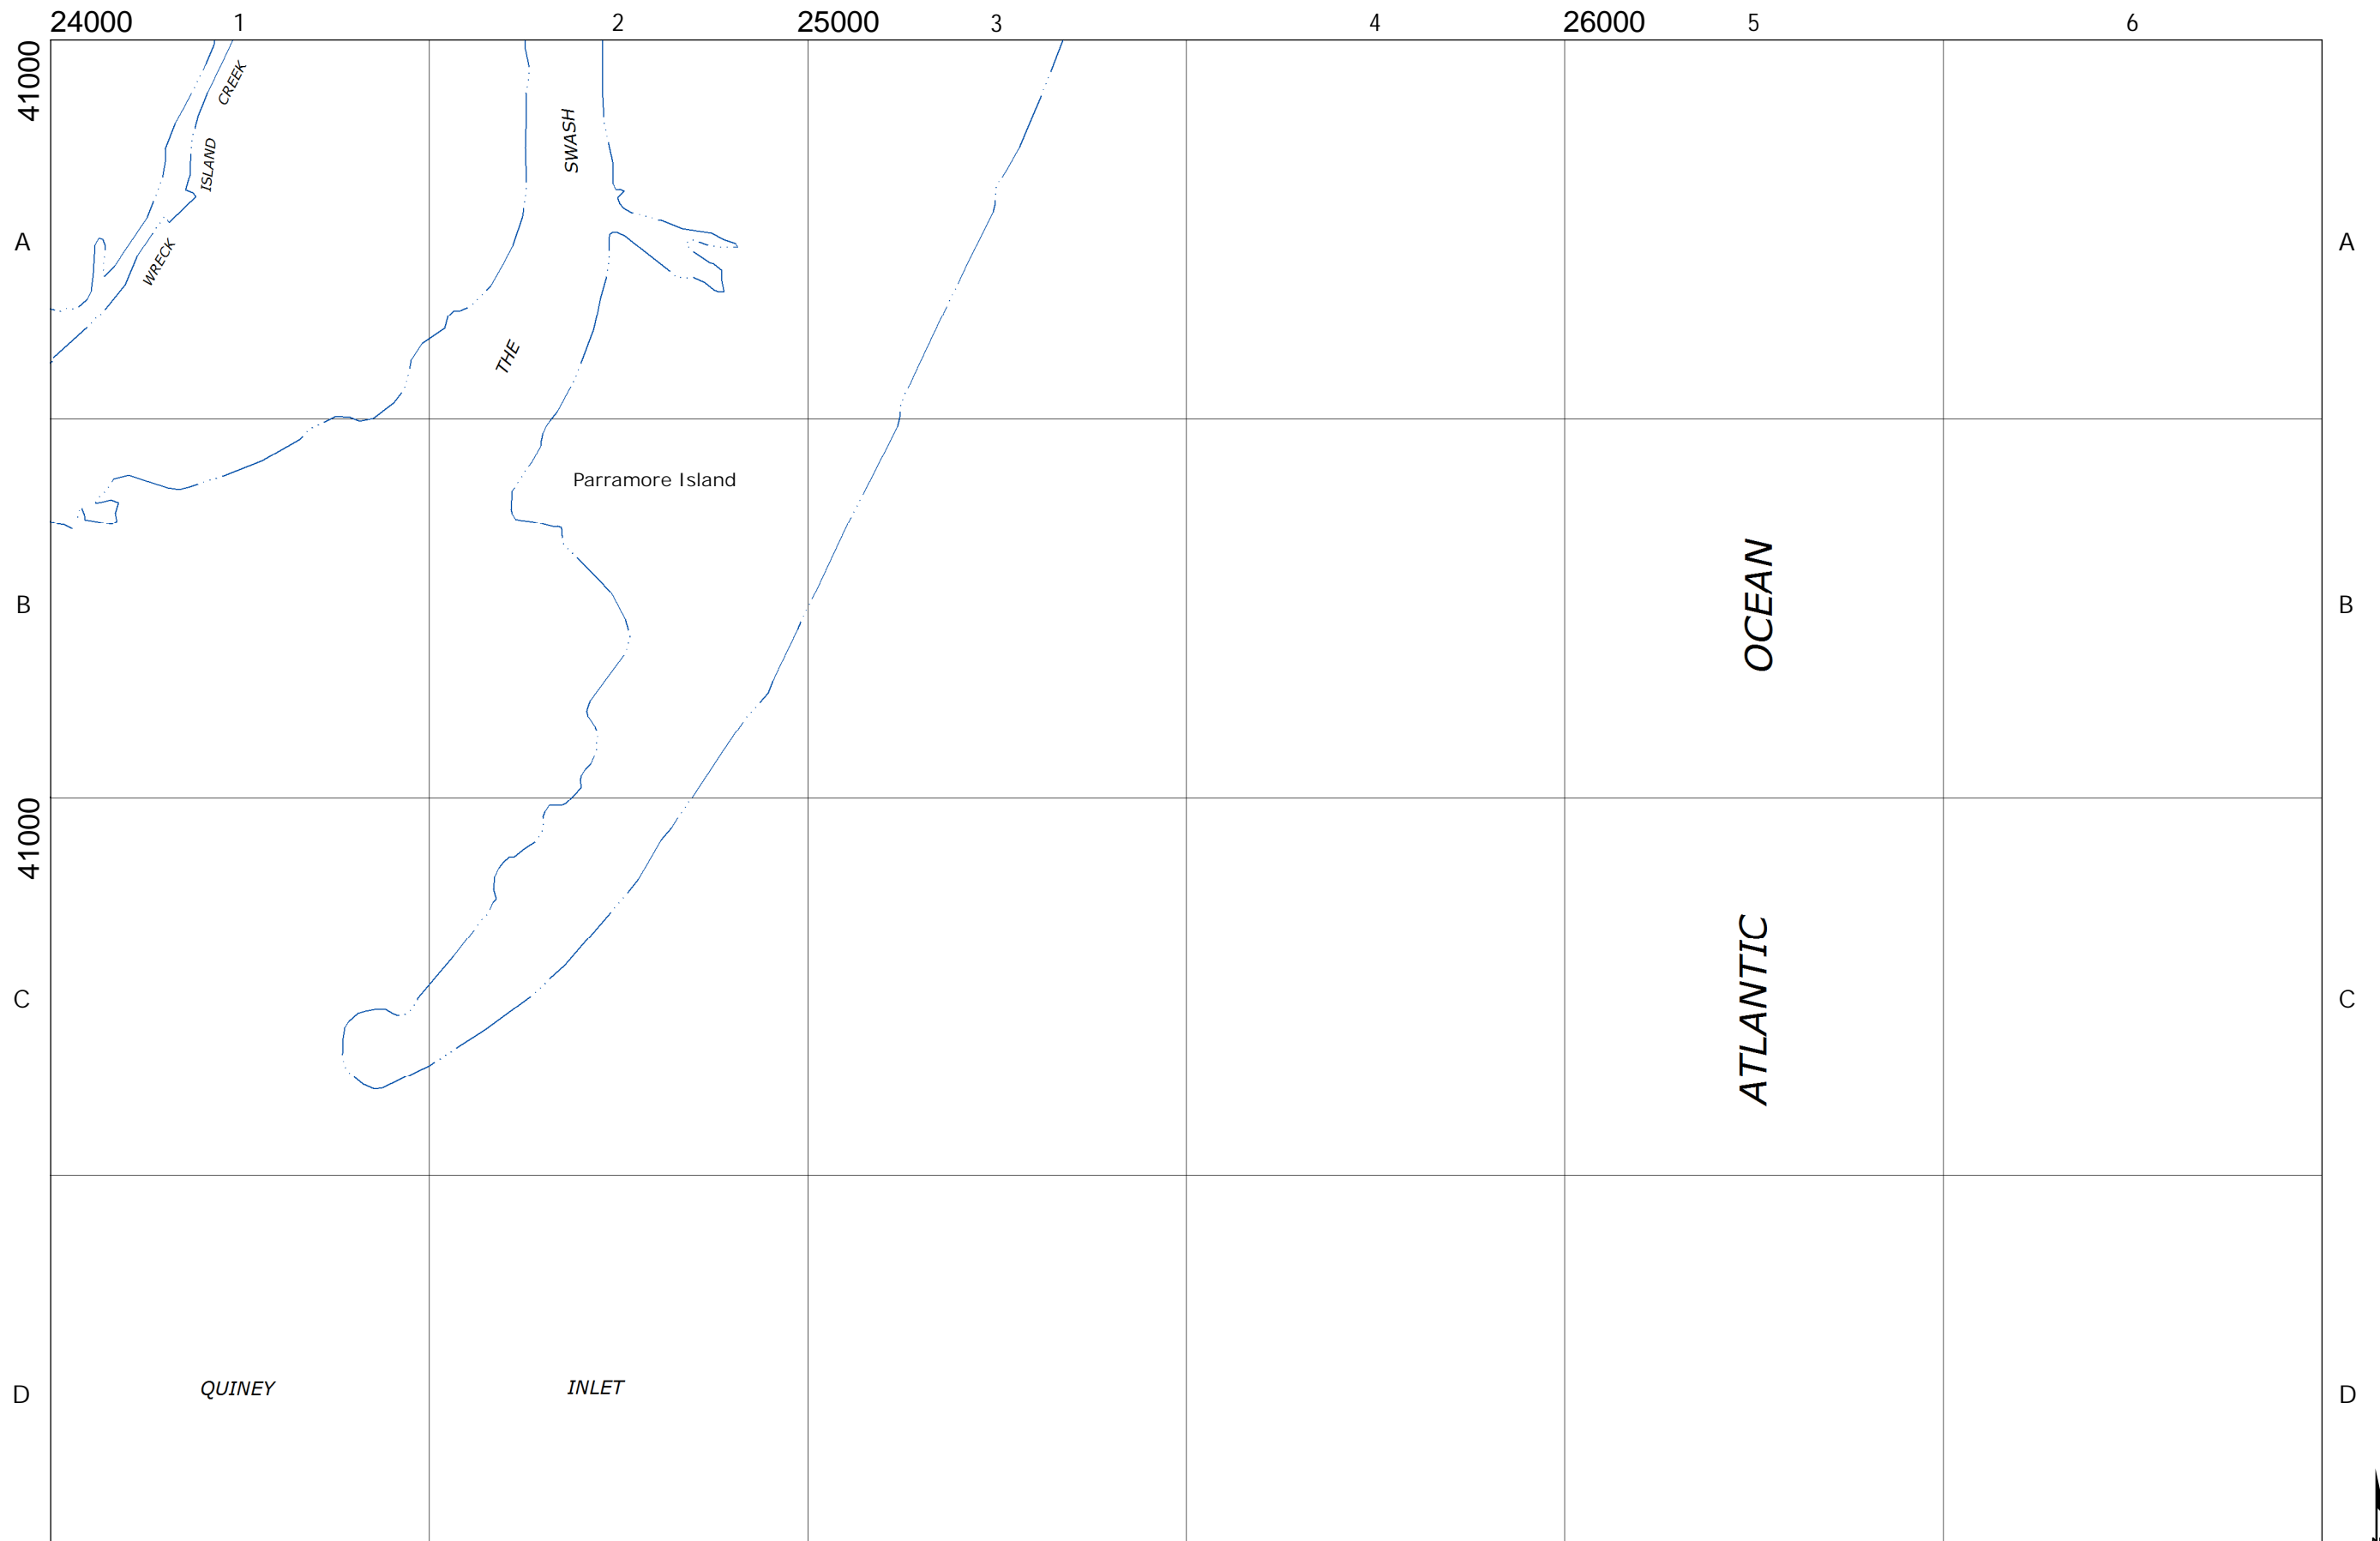 24000 1 2 25000 3 4 26000 5 6
41000
CREEK
ISLAND
WRECK
SWASH
THE
A A
Parramore Island
B B
OCEAN
41000
ATLANTIC
C C
QUINEY INLET
D D